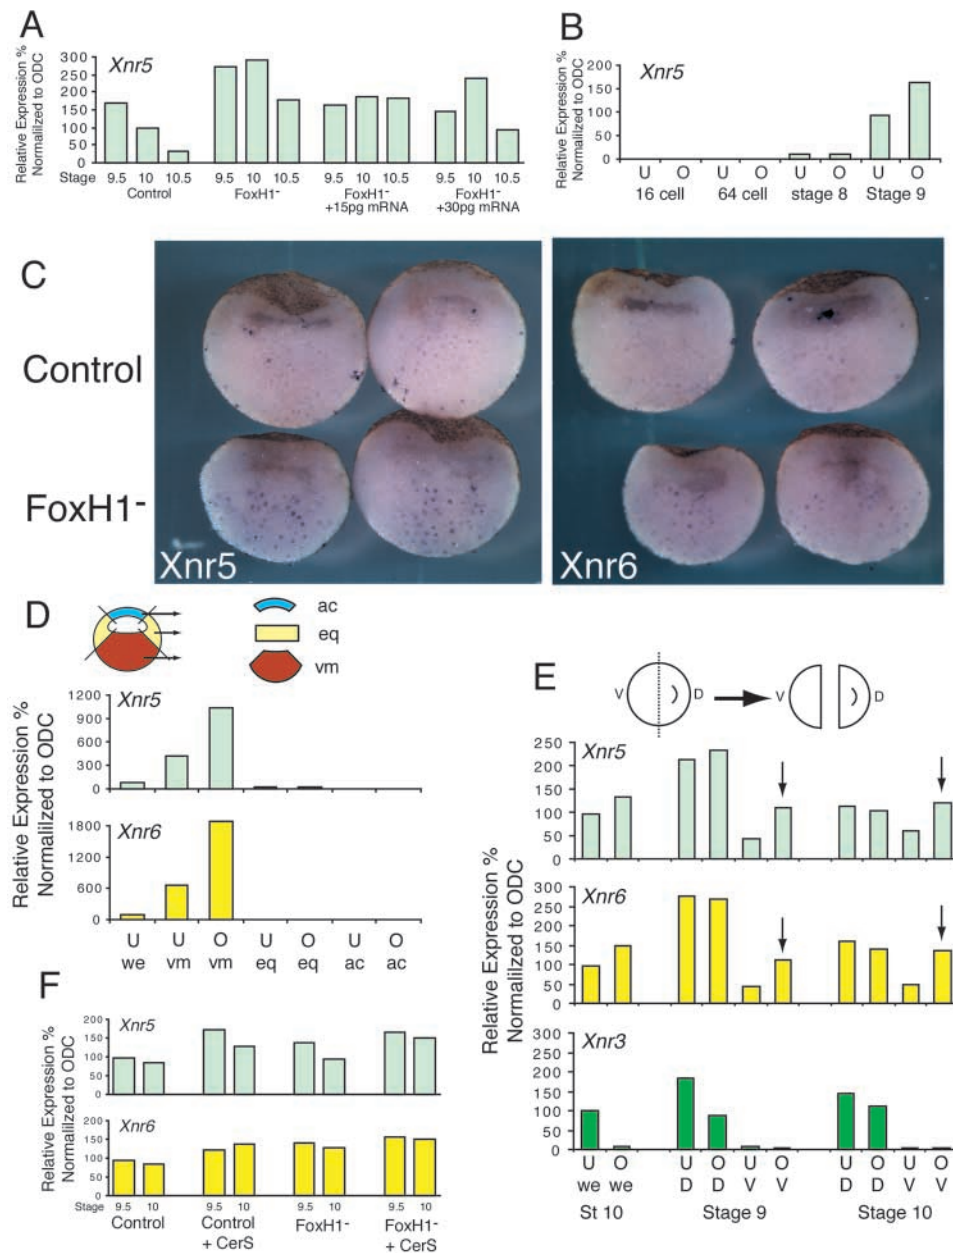 A
Relative Expression %
Normalilzed to ODC
Xnr5
300
250
200
150
100
50
0
Stage 9.5 10 10.5 9.5 10 10.5 9.5 10 10.5 9.5 10 10.5
Control FoxH1- FoxH1- +15pg mRNA FoxH1- +30pg mRNA
B
Relative Expression %
Normalilzed to ODC
Xnr5
200
150
100
50
0
U O U O U O U O
16 cell 64 cell stage 8 Stage 9
C
Control
FoxH1-
Xnr5
Xnr6
D
ac
eq
vm
Relative Expression %
Normalilzed to ODC
Xnr5
1200
900
600
300
0
Xnr6
1800
1200
600
0
U U O U O U O
we vm vm eq eq ac ac
E
V D V D
Relative Expression %
Normalilzed to ODC
Xnr5
250
200
150
100
50
0
Xnr6
300
250
200
150
100
50
0
Xnr3
300
250
200
150
100
50
0
U O U O U O U O U O
we we D D V V D D V V
St 10 Stage 9 Stage 10
F
Relative Expression %
Normalilzed to ODC
Xnr5
200
150
100
50
0
Xnr6
200
150
100
50
0
Stage 9.5 10 9.5 10 9.5 10 9.5 10
Control Control + CerS FoxH1- FoxH1- + CerS